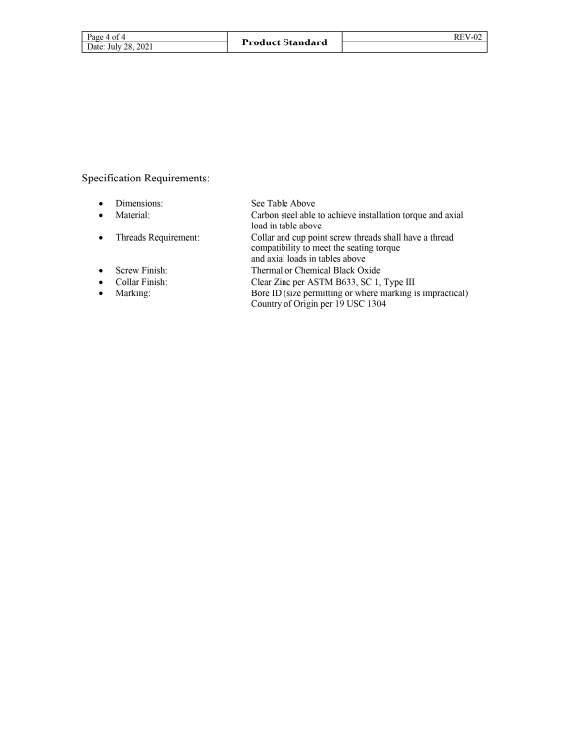 Page 4 of 4
Date: July 28, 2021
Product Standard
REV-02
Specification Requirements:
• Dimensions: See Table Above
• Material: Carbon steel able to achieve installation torque and axial
load in table above
• Threads Requirement: Collar and cup point screw threads shall have a thread
compatibility to meet the seating torque
and axial loads in tables above
• Screw Finish: Thermal or Chemical Black Oxide
• Collar Finish: Clear Zinc per ASTM B633, SC 1, Type III
• Marking: Bore ID (size permitting or where marking is impractical)
Country of Origin per 19 USC 1304